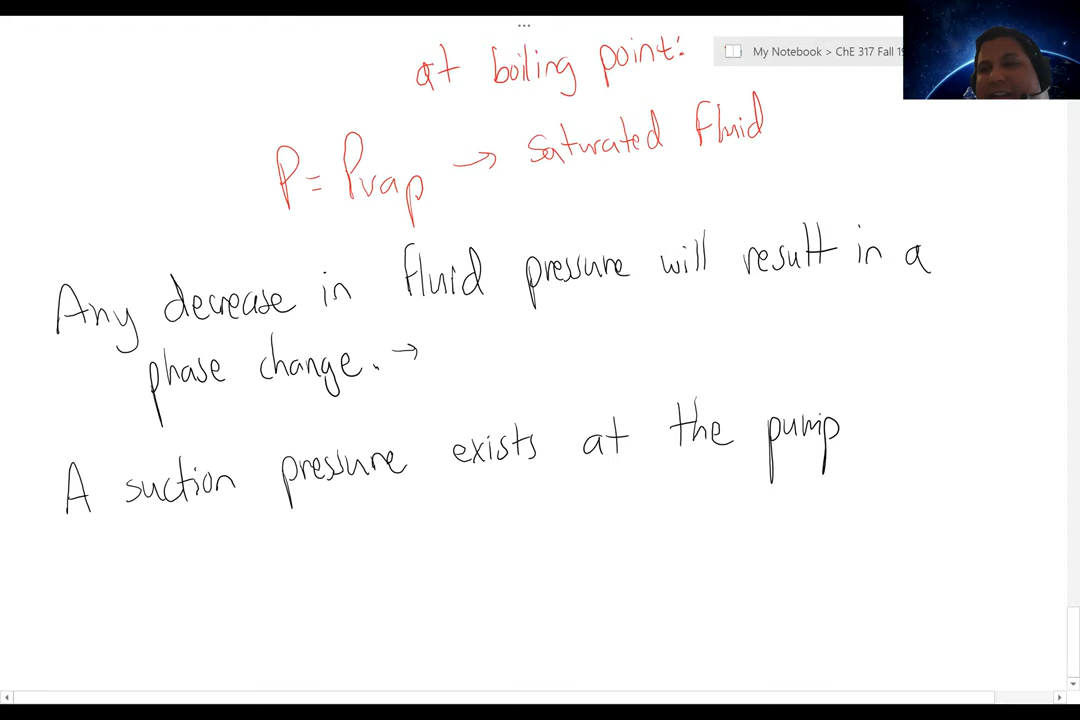 at boiling point:
My Notebook > ChE 317 Fall 19
P = Pvap → saturated fluid
Any decrease in fluid pressure will result in a
phase change. →
A suction pressure exists at the pump